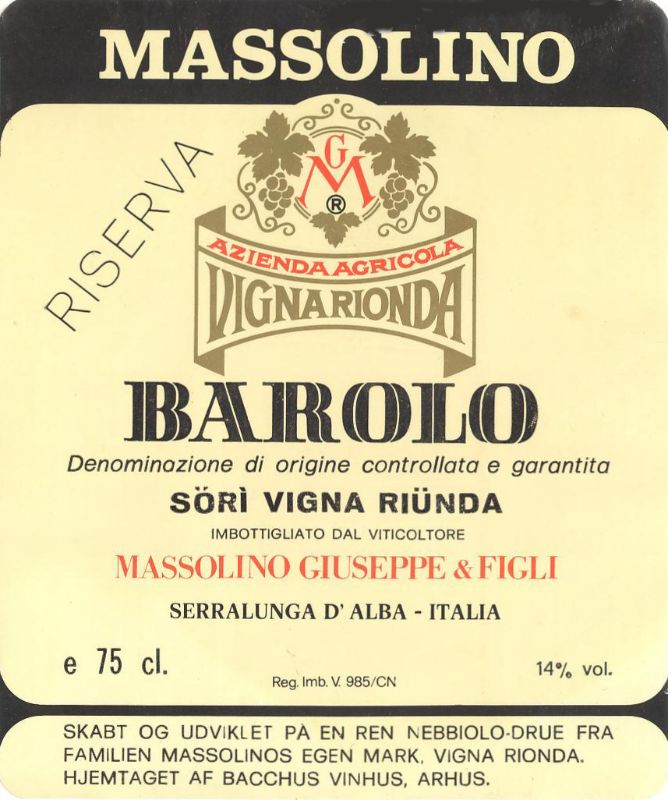 MASSOLINO
RISERVA
GM
®
AZIENDA AGRICOLA
VIGNARIONDA
BAROLO
Denominazione di origine controllata e garantita
SÖRÌ VIGNA RIÜNDA
IMBOTTIGLIATO DAL VITICOLTORE
MASSOLINO GIUSEPPE & FIGLI
SERRALUNGA D' ALBA - ITALIA
e 75 cl.
Reg. Imb. V. 985/CN
14% vol.
SKABT OG UDVIKLET PÅ EN REN NEBBIOLO-DRUE FRA
FAMILIEN MASSOLINOS EGEN MARK, VIGNA RIONDA.
HJEMTAGET AF BACCHUS VINHUS, ARHUS.